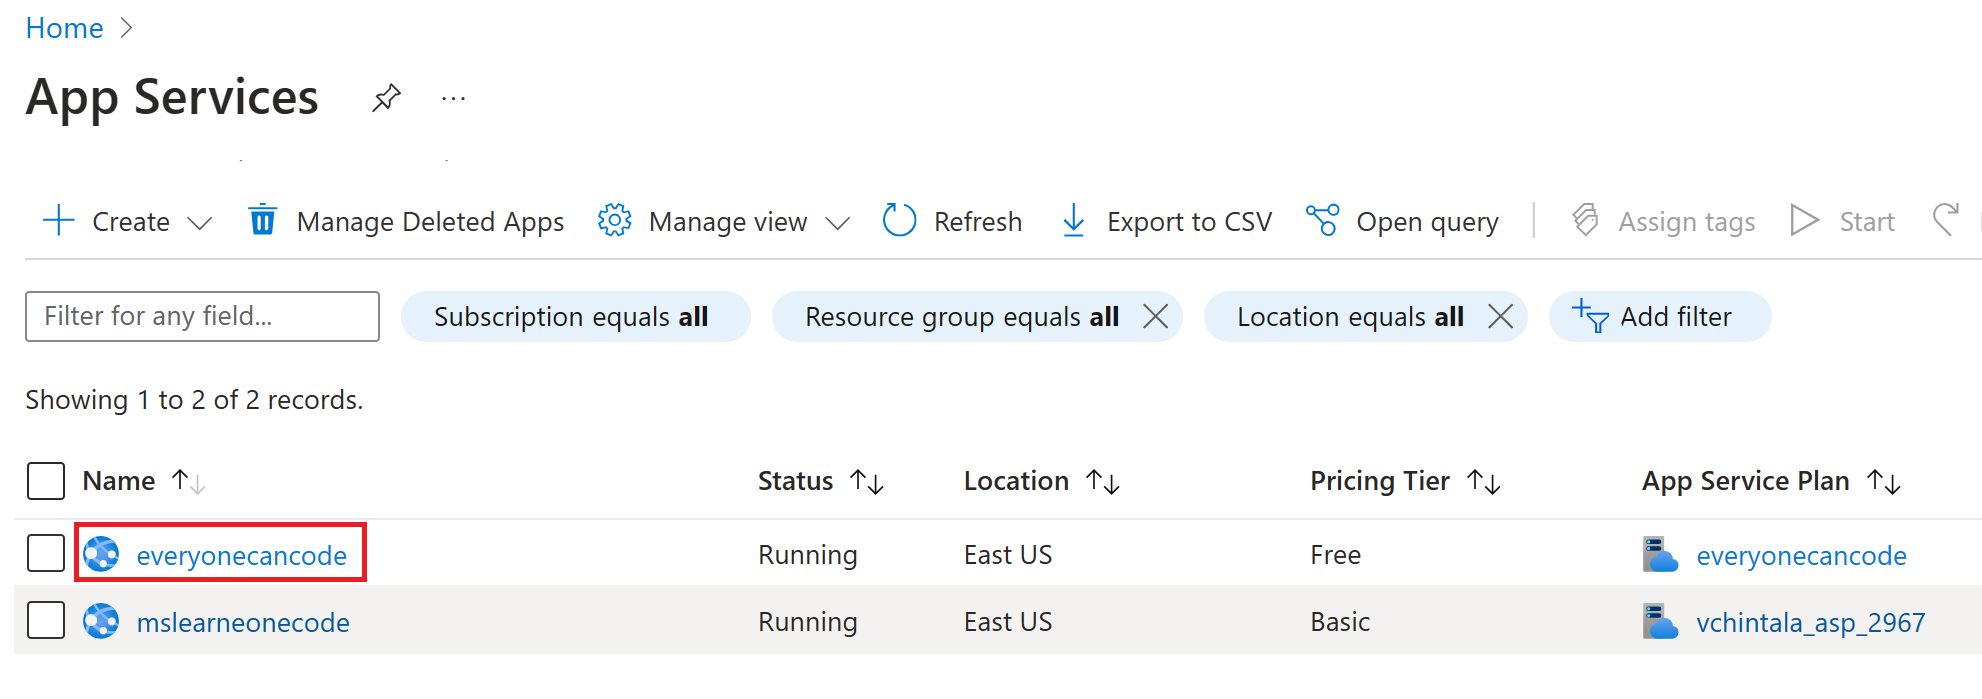 Home
App Services
Create Manage Deleted Apps Manage view Refresh Export to CSV Open query Assign tags Start
Filter for any field... Subscription equals all Resource group equals all Location equals all Add filter
Showing 1 to 2 of 2 records.
Name Status Location Pricing Tier App Service Plan
everyonecancode Running East US Free everyonecancode
mslearneonecode Running East US Basic vchintala_asp_2967